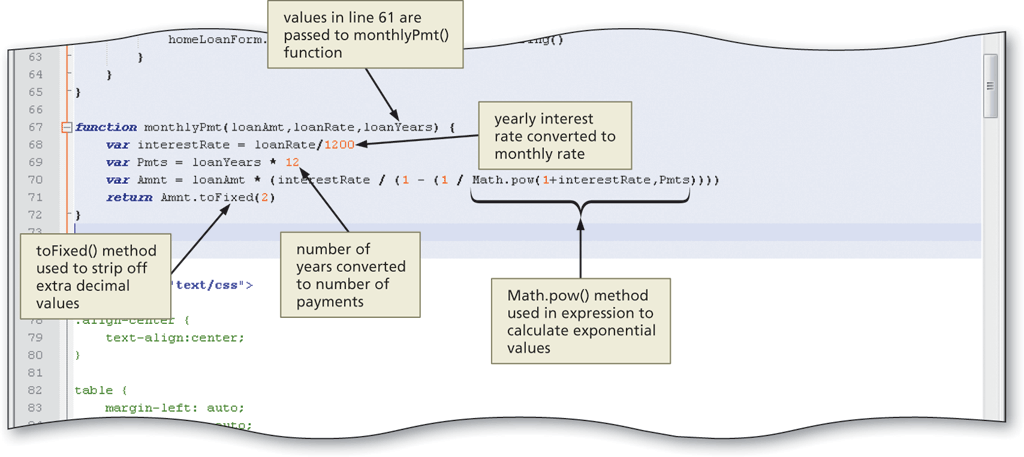 values in line 61 are
passed to monthlyPmt()
function
homeLoanForm.
63 }
64 }
65 }
66
67 function monthlyPmt(loanAmt,loanRate,loanYears) {
68 var interestRate = loanRate/1200
69 var Pmts = loanYears * 12
70 var Amnt = loanAmt * (interestRate / (1 - (1 / Math.pow(1+interestRate,Pmts))))
71 return Amnt.toFixed(2)
72 }
73
yearly interest
rate converted to
monthly rate
toFixed() method
used to strip off
extra decimal
values
number of
years converted
to number of
payments
Math.pow() method
used in expression to
calculate exponential
values
"text/css">
78 .align-center {
79 text-align:center;
80 }
81
82 table {
83 margin-left: auto;
auto;